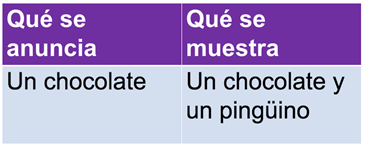 Qué se
anuncia
Qué se
muestra
Un chocolate
Un chocolate y
un pingüino